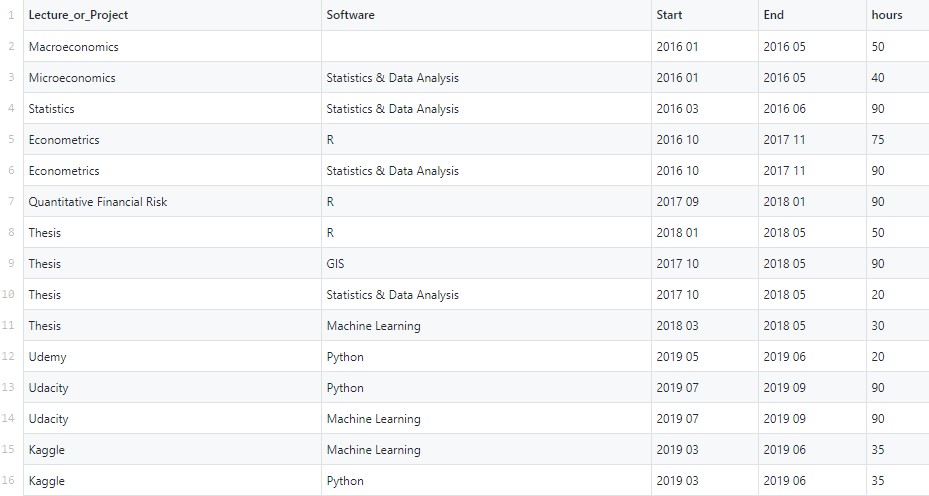 1 Lecture_or_Project Software Start End hours
2 Macroeconomics 2016 01 2016 05 50
3 Microeconomics Statistics & Data Analysis 2016 01 2016 05 40
4 Statistics Statistics & Data Analysis 2016 03 2016 06 90
5 Econometrics R 2016 10 2017 11 75
6 Econometrics Statistics & Data Analysis 2016 10 2017 11 90
7 Quantitative Financial Risk R 2017 09 2018 01 90
8 Thesis R 2018 01 2018 05 50
9 Thesis GIS 2017 10 2018 05 90
10 Thesis Statistics & Data Analysis 2017 10 2018 05 20
11 Thesis Machine Learning 2018 03 2018 05 30
12 Udemy Python 2019 05 2019 06 20
13 Udacity Python 2019 07 2019 09 90
14 Udacity Machine Learning 2019 07 2019 09 90
15 Kaggle Machine Learning 2019 03 2019 06 35
16 Kaggle Python 2019 03 2019 06 35